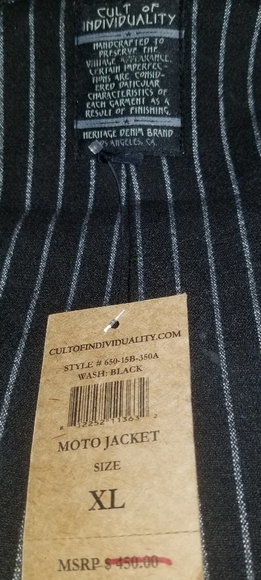 CULT OF
INDIVIDUALITY
HANDCRAFTED TO
PRESERVE THE
VINTAGE APPEARANCE.
CERTAIN IMPERFEC-
TIONS ARE CONSID-
ERED PATICULAR
CHARACTERISTICS OF
EACH GARMENT AS A
RESULT OF FINISHING.
HERITAGE DENIM BRAND
LOS ANGELES, CA
CULTOFINDIVIDUALITY.COM
STYLE # 650-15B-350A
WASH: BLACK
MOTO JACKET
SIZE
XL
MSRP $ 450.00